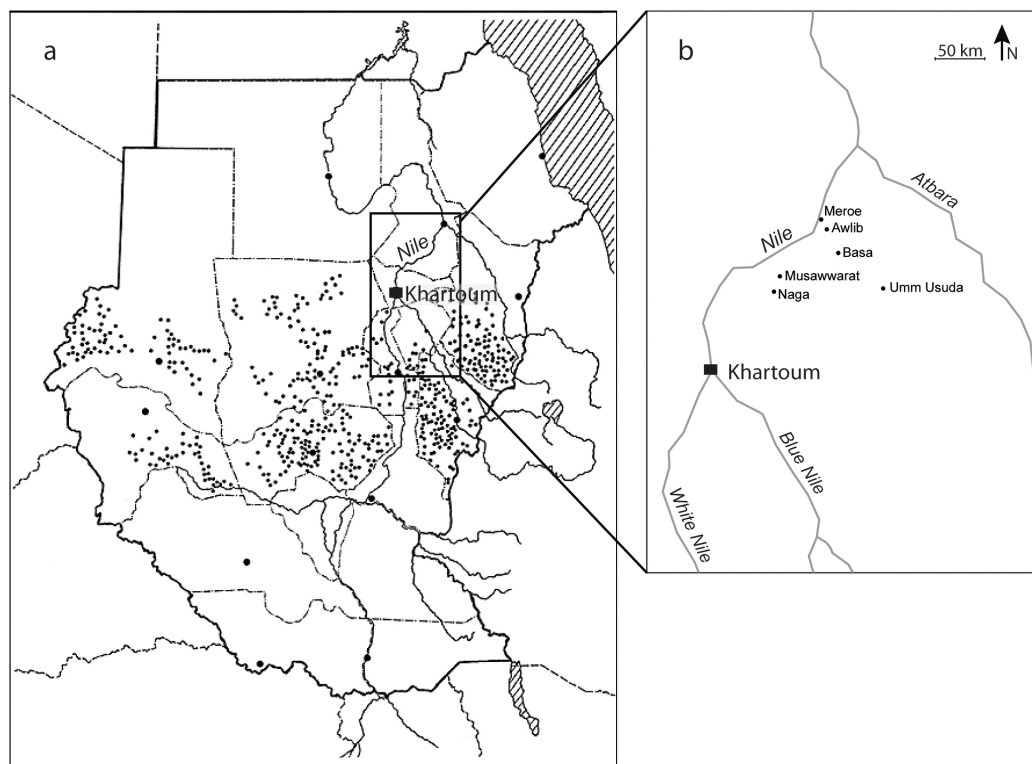 a
Nile
Khartoum
b
50 km
N
Atbara
Meroe
Awlib
Nile
Basa
Musawwarat
Umm Usuda
Naga
Khartoum
Blue Nile
White Nile